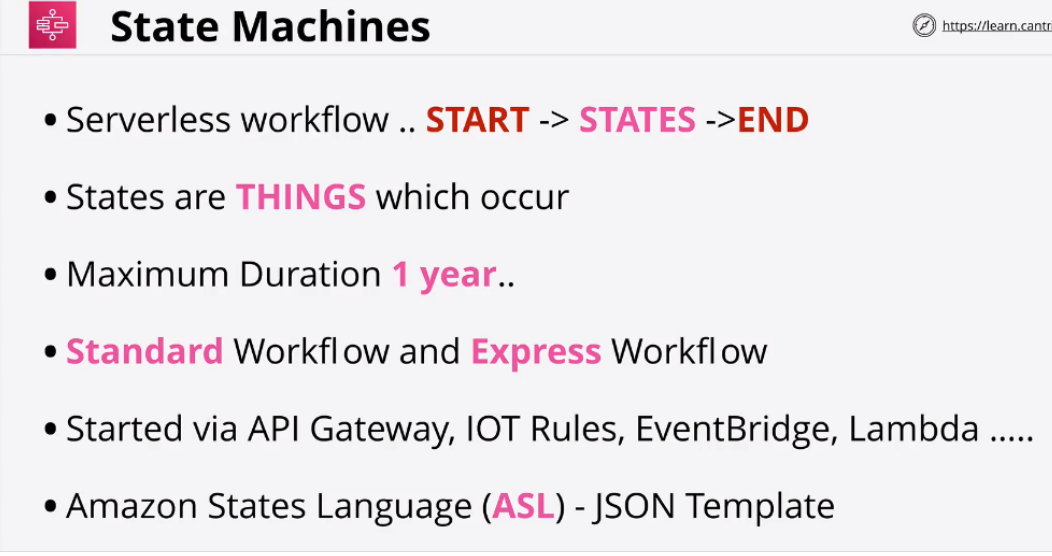 State Machines
https://learn.cantri
• Serverless workflow .. START -> STATES ->END
• States are THINGS which occur
• Maximum Duration 1 year..
• Standard Workflow and Express Workflow
• Started via API Gateway, IOT Rules, EventBridge, Lambda .....
• Amazon States Language (ASL) - JSON Template